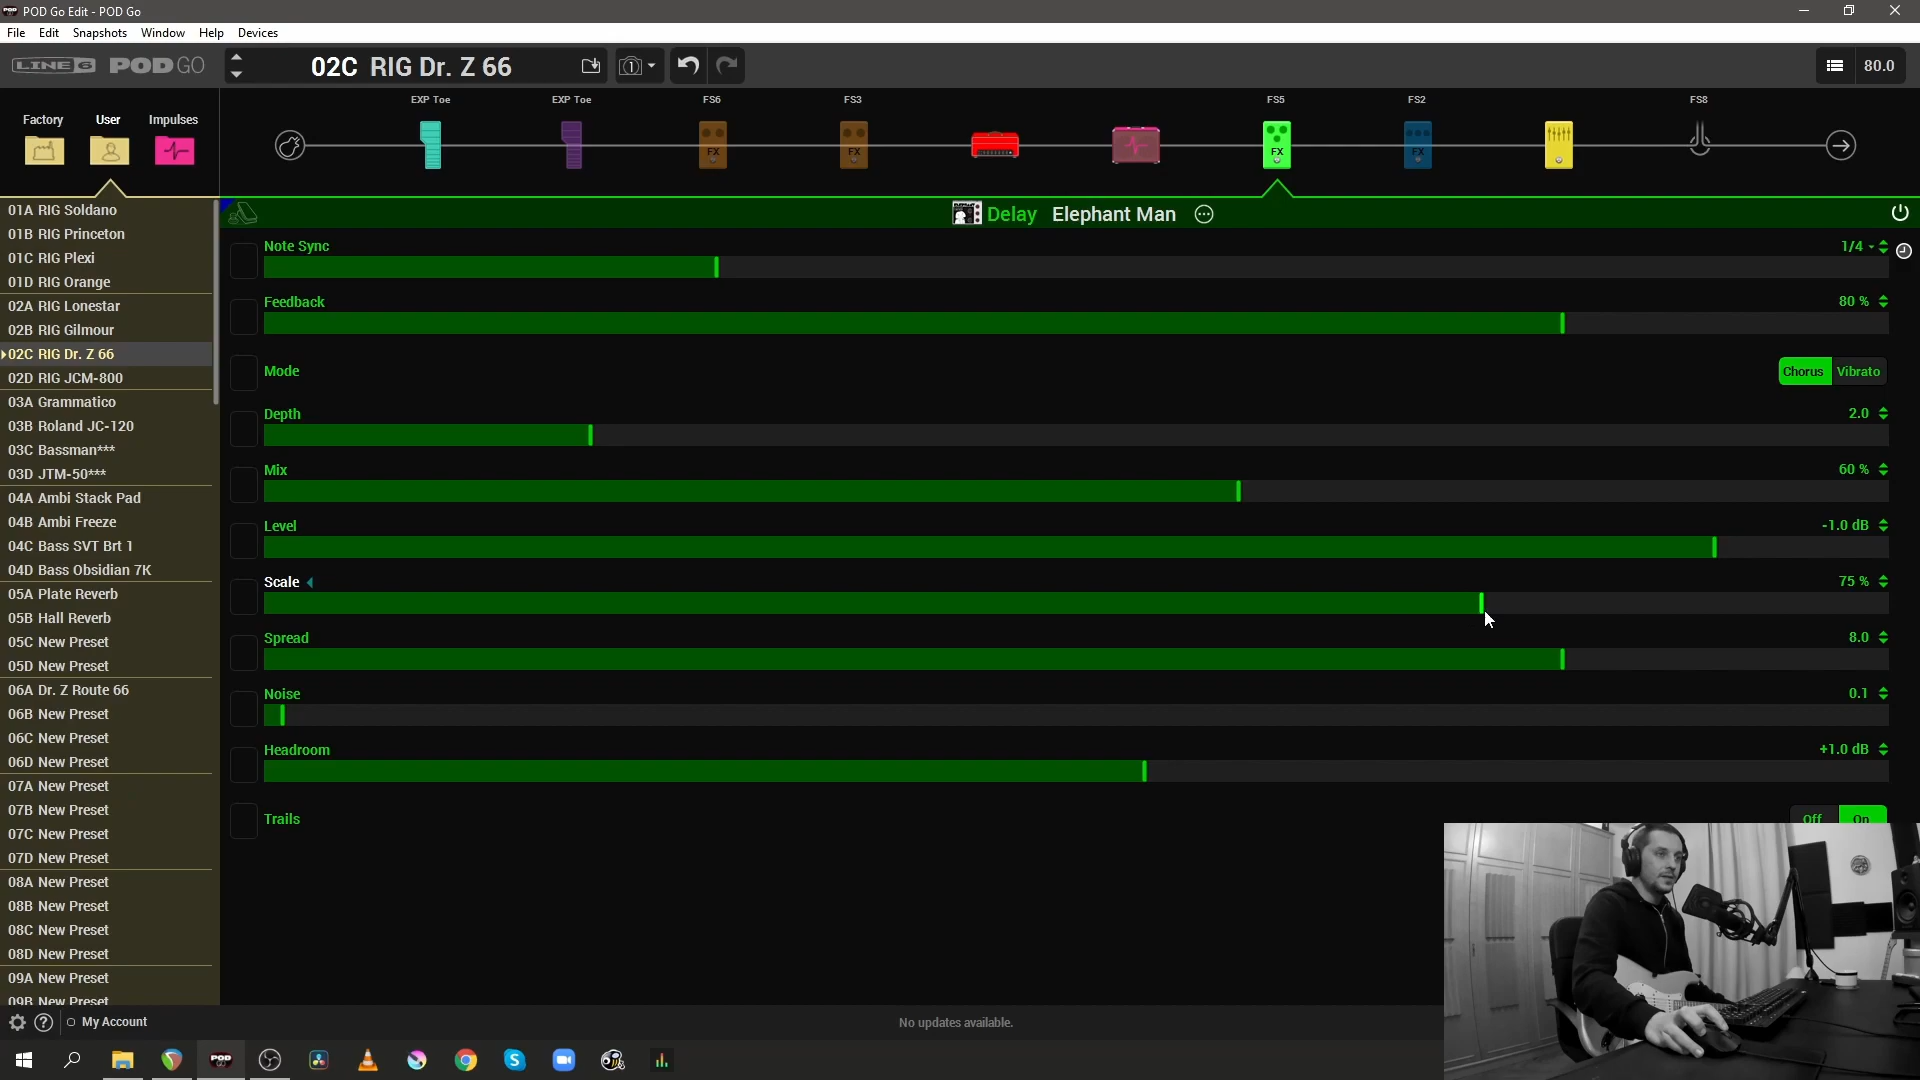 POD Go Edit - POD Go
File Edit Snapshots Window Help Devices
LINE 6 POD GO
02C RIG Dr. Z 66
1
80.0
Factory User Impulses
EXP Toe EXP Toe FS6 FS3 FS5 FS2 FS8
FX FX FX FX
01A RIG Soldano
01B RIG Princeton
01C RIG Plexi
01D RIG Orange
02A RIG Lonestar
02B RIG Gilmour
02C RIG Dr. Z 66
02D RIG JCM-800
03A Grammatico
03B Roland JC-120
03C Bassman***
03D JTM-50***
04A Ambi Stack Pad
04B Ambi Freeze
04C Bass SVT Brt 1
04D Bass Obsidian 7K
05A Plate Reverb
05B Hall Reverb
05C New Preset
05D New Preset
06A Dr. Z Route 66
06B New Preset
06C New Preset
06D New Preset
07A New Preset
07B New Preset
07C New Preset
07D New Preset
08A New Preset
08B New Preset
08C New Preset
08D New Preset
09A New Preset
09B New Preset
Delay Elephant Man
Note Sync 1/4
Feedback 80 %
Mode Chorus Vibrato
Depth 2.0
Mix 60 %
Level -1.0 dB
Scale 75 %
Spread 8.0
Noise 0.1
Headroom +1.0 dB
Trails Off On
My Account
No updates available.
POD